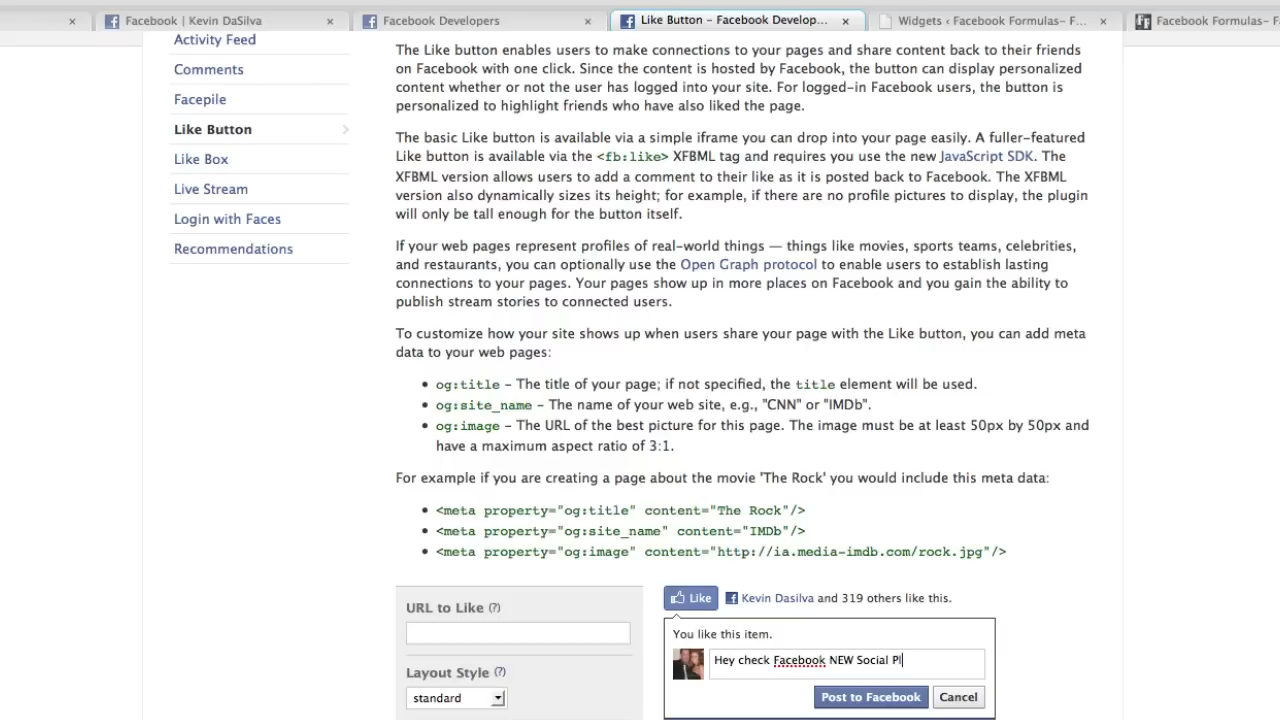 Facebook | Kevin DaSilva
Facebook Developers
Like Button – Facebook Develop...
Widgets ‹ Facebook Formulas– F...
Facebook Formulas– F
Activity Feed
Comments
Facepile
Like Button
Like Box
Live Stream
Login with Faces
Recommendations
The Like button enables users to make connections to your pages and share content back to their friends
on Facebook with one click. Since the content is hosted by Facebook, the button can display personalized
content whether or not the user has logged into your site. For logged-in Facebook users, the button is
personalized to highlight friends who have also liked the page.
The basic Like button is available via a simple iframe you can drop into your page easily. A fuller-featured
Like button is available via the <fb:like> XFBML tag and requires you use the new JavaScript SDK. The
XFBML version allows users to add a comment to their like as it is posted back to Facebook. The XFBML
version also dynamically sizes its height; for example, if there are no profile pictures to display, the plugin
will only be tall enough for the button itself.
If your web pages represent profiles of real-world things — things like movies, sports teams, celebrities,
and restaurants, you can optionally use the Open Graph protocol to enable users to establish lasting
connections to your pages. Your pages show up in more places on Facebook and you gain the ability to
publish stream stories to connected users.
To customize how your site shows up when users share your page with the Like button, you can add meta
data to your web pages:
• og:title – The title of your page; if not specified, the title element will be used.
• og:site_name – The name of your web site, e.g., "CNN" or "IMDb".
• og:image – The URL of the best picture for this page. The image must be at least 50px by 50px and
have a maximum aspect ratio of 3:1.
For example if you are creating a page about the movie 'The Rock' you would include this meta data:
• <meta property="og:title" content="The Rock"/>
• <meta property="og:site_name" content="IMDb"/>
• <meta property="og:image" content="http://ia.media-imdb.com/rock.jpg"/>
URL to Like (?)
Layout Style (?)
standard
Like Kevin Dasilva and 319 others like this.
You like this item.
Hey check Facebook NEW Social Pl
Post to Facebook Cancel